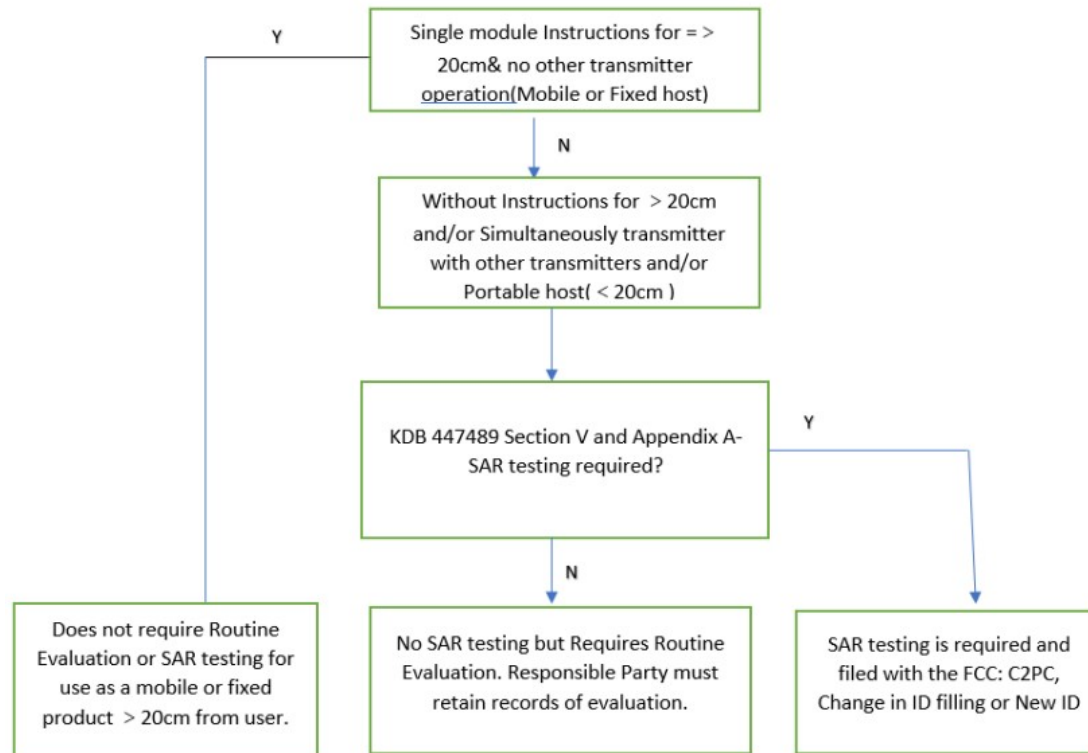 Y
Single module Instructions for = >
20cm& no other transmitter
operation(Mobile or Fixed host)
N
Without Instructions for > 20cm
and/or Simultaneously transmitter
with other transmitters and/or
Portable host( < 20cm )
KDB 447489 Section V and Appendix A-
SAR testing required?
Y
N
Does not require Routine
Evaluation or SAR testing for
use as a mobile or fixed
product > 20cm from user.
No SAR testing but Requires Routine
Evaluation. Responsible Party must
retain records of evaluation.
SAR testing is required and
filed with the FCC: C2PC,
Change in ID filling or New ID